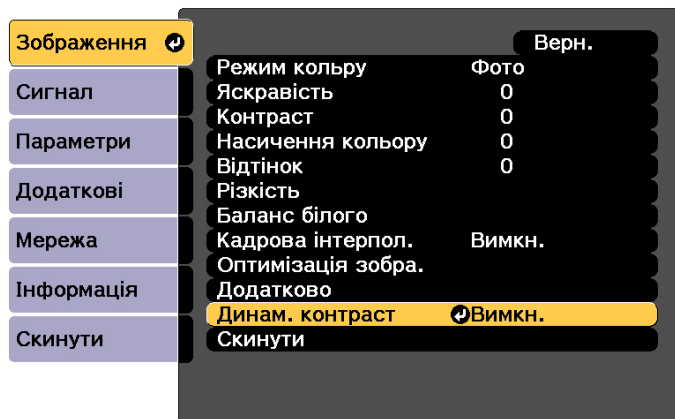 Зображення
Сигнал
Параметри
Додаткові
Мережа
Інформація
Скинути
Верн.
Режим кольру Фото
Яскравість 0
Контраст 0
Насичення кольору 0
Відтінок 0
Різкість
Баланс білого
Кадрова інтерпол. Вимкн.
Оптимізація зобра.
Додатково
Динам. контраст Вимкн.
Скинути